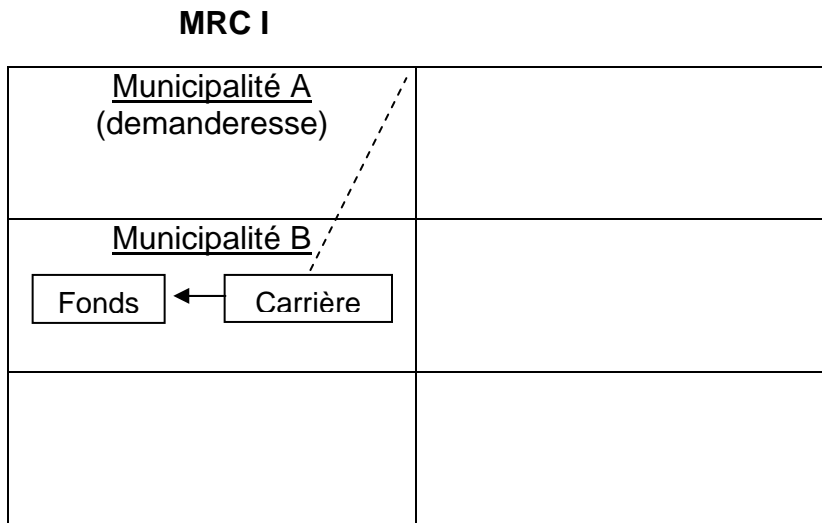 MRC I
Municipalité A
(demanderesse)
Municipalité B
Fonds
Carrière